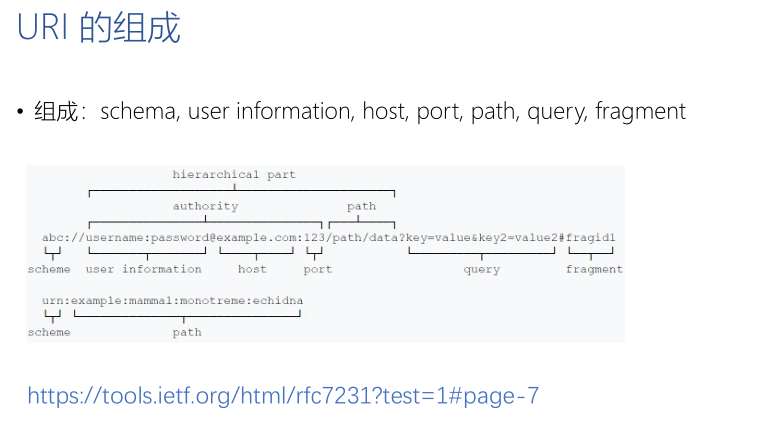 URI 的组成
• 组成：schema, user information, host, port, path, query, fragment
hierarchical part
authority path
abc://username:password@example.com:123/path/data?key=value&key2=value2#fragid1
scheme user information host port query fragment
urn:example:mammal:monotreme:echidna
scheme path
https://tools.ietf.org/html/rfc7231?test=1#page-7